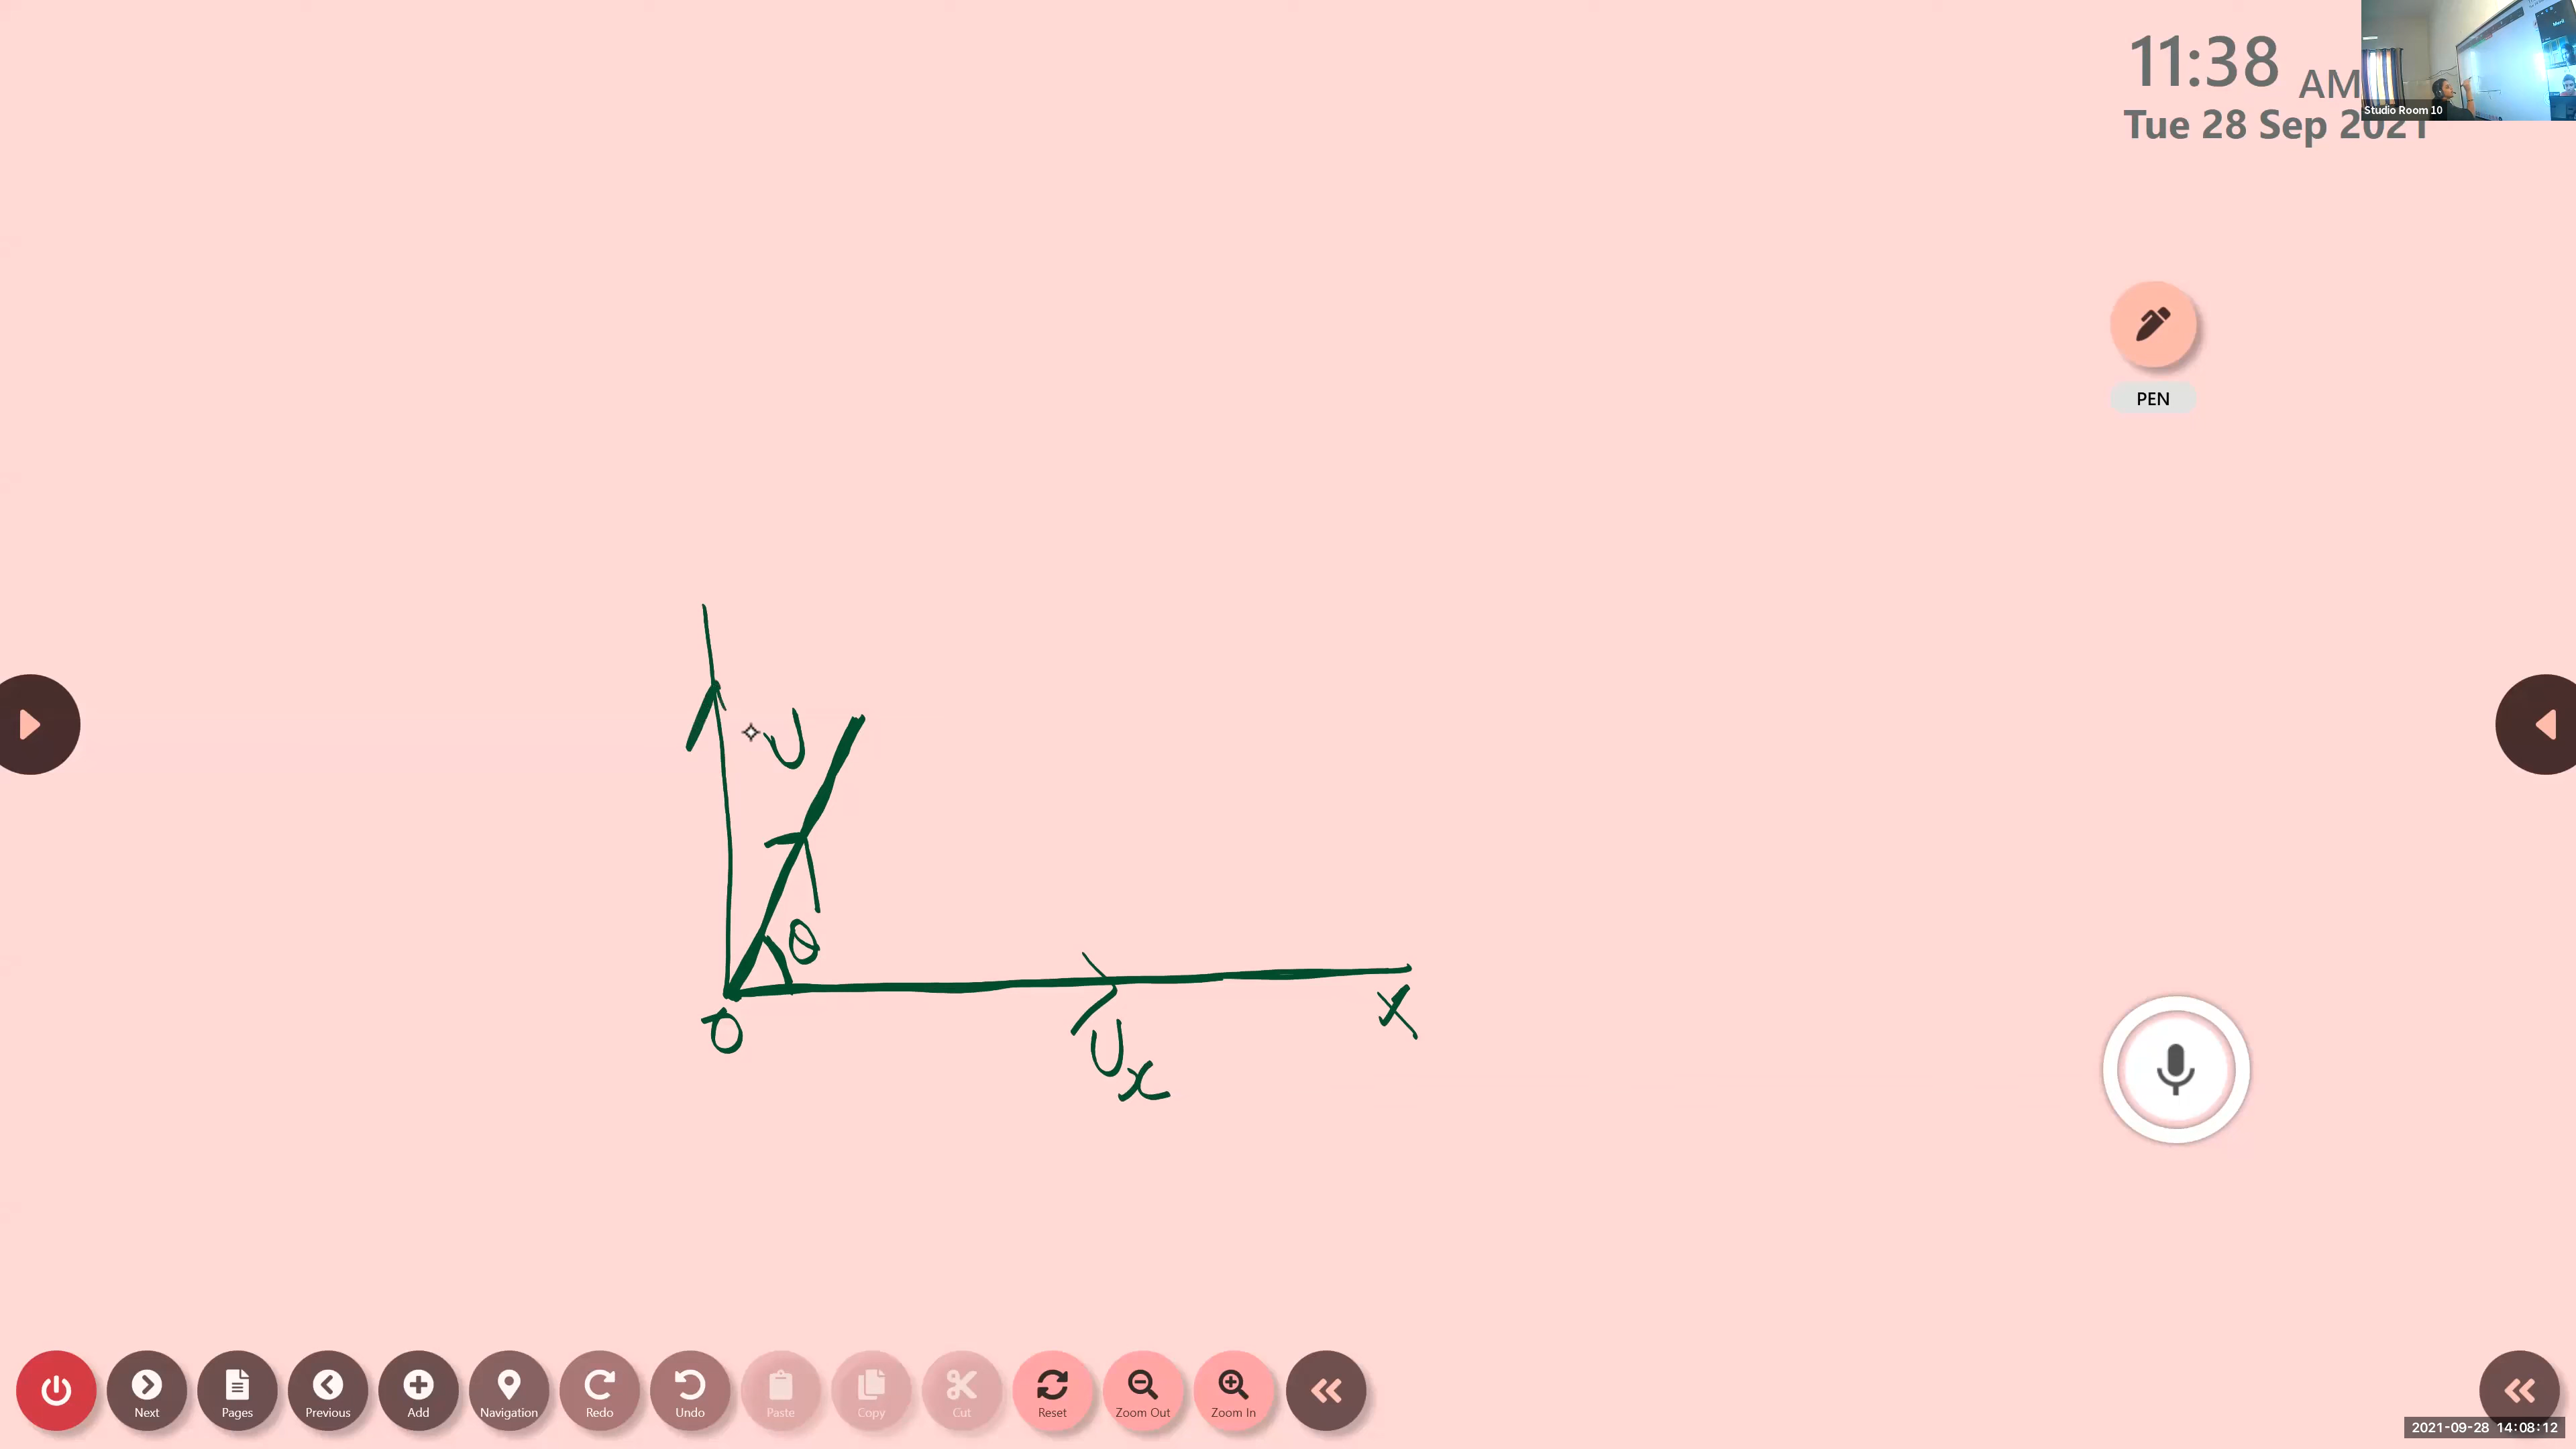 11:38 AM
Studio Room 10
Tue 28 Sep 2021
PEN
U
θ
O
X
Ux
Next
Pages
Previous
Add
Navigation
Redo
Undo
Paste
Copy
Cut
Reset
Zoom Out
Zoom In
2021-09-28 14:08:12